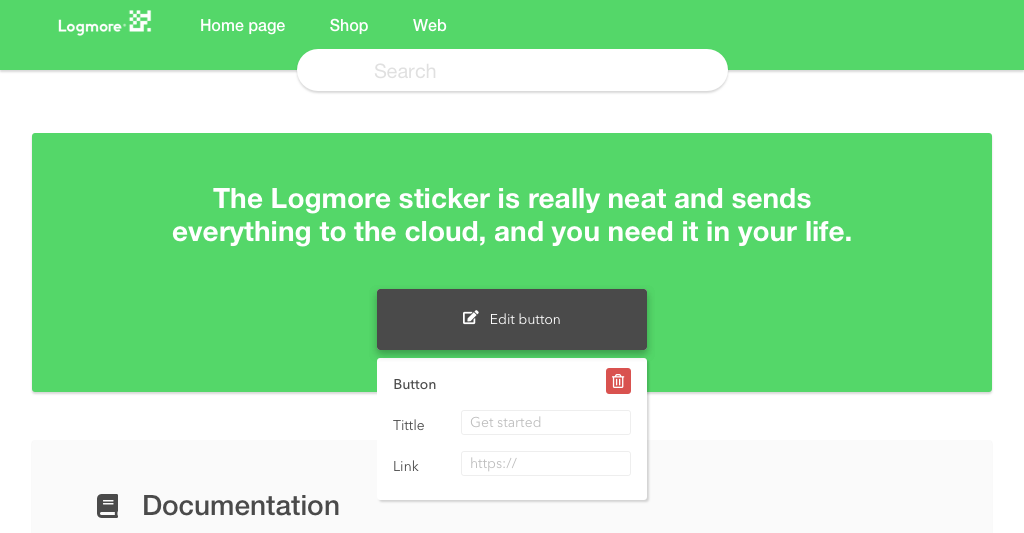 Logmore
Home page
Shop
Web
Search
The Logmore sticker is really neat and sends
everything to the cloud, and you need it in your life.
Edit button
Button
Tittle
Get started
Link
https://
Documentation